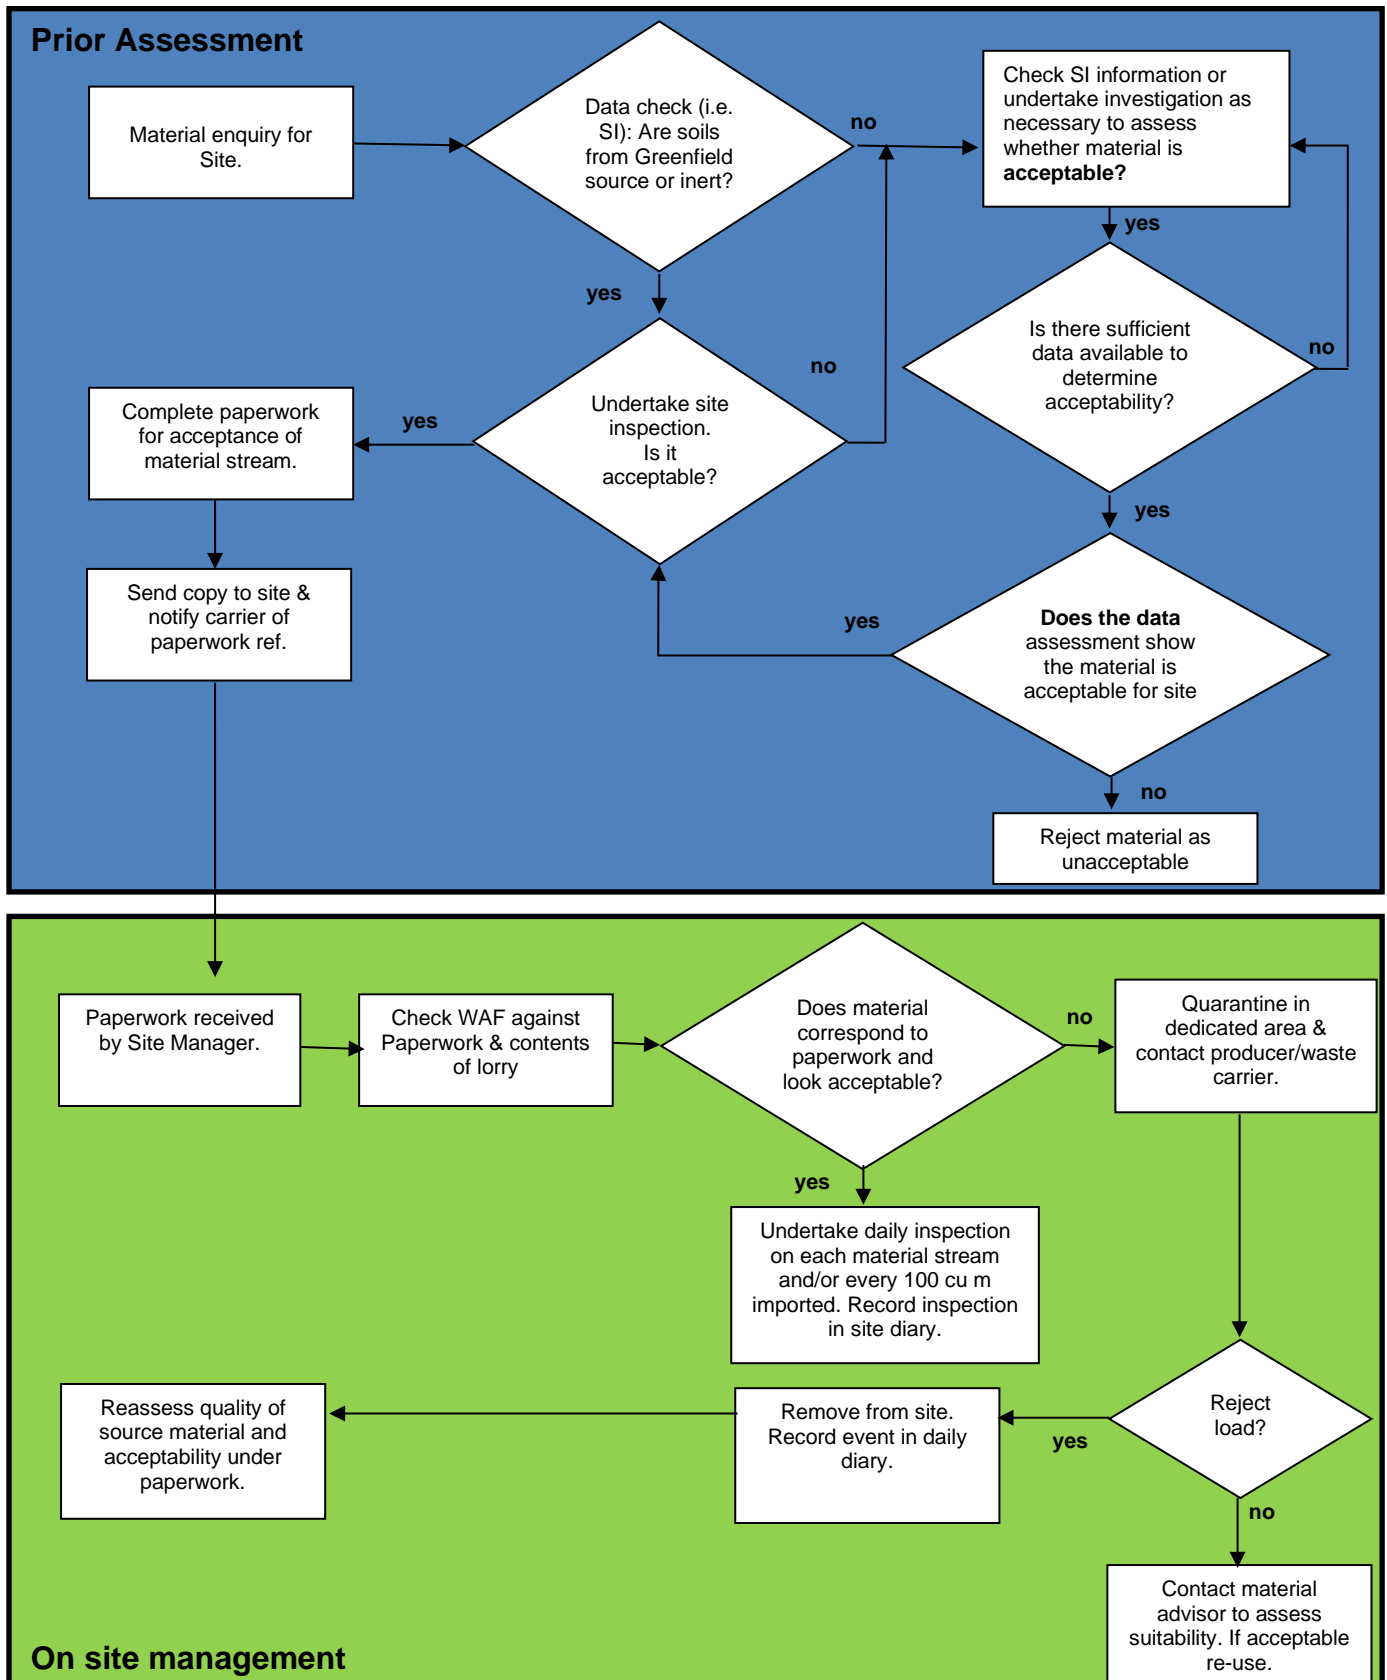 Prior Assessment
Material enquiry for
Site.
Data check (i.e.
SI): Are soils
from Greenfield
source or inert?
no
Check SI information or
undertake investigation as
necessary to assess
whether material is
acceptable?
yes
yes
Is there sufficient
data available to
determine
acceptability?
no
Undertake site
inspection.
Is it
acceptable?
no
yes
Complete paperwork
for acceptance of
material stream.
yes
Send copy to site &
notify carrier of
paperwork ref.
Does the data
assessment show
the material is
acceptable for site
yes
no
Reject material as
unacceptable
Paperwork received
by Site Manager.
Check WAF against
Paperwork & contents
of lorry
Does material
correspond to
paperwork and
look acceptable?
no
Quarantine in
dedicated area &
contact producer/waste
carrier.
yes
Undertake daily inspection
on each material stream
and/or every 100 cu m
imported. Record inspection
in site diary.
Reject
load?
yes
Remove from site.
Record event in daily
diary.
Reassess quality of
source material and
acceptability under
paperwork.
no
Contact material
advisor to assess
suitability. If acceptable
re-use.
On site management